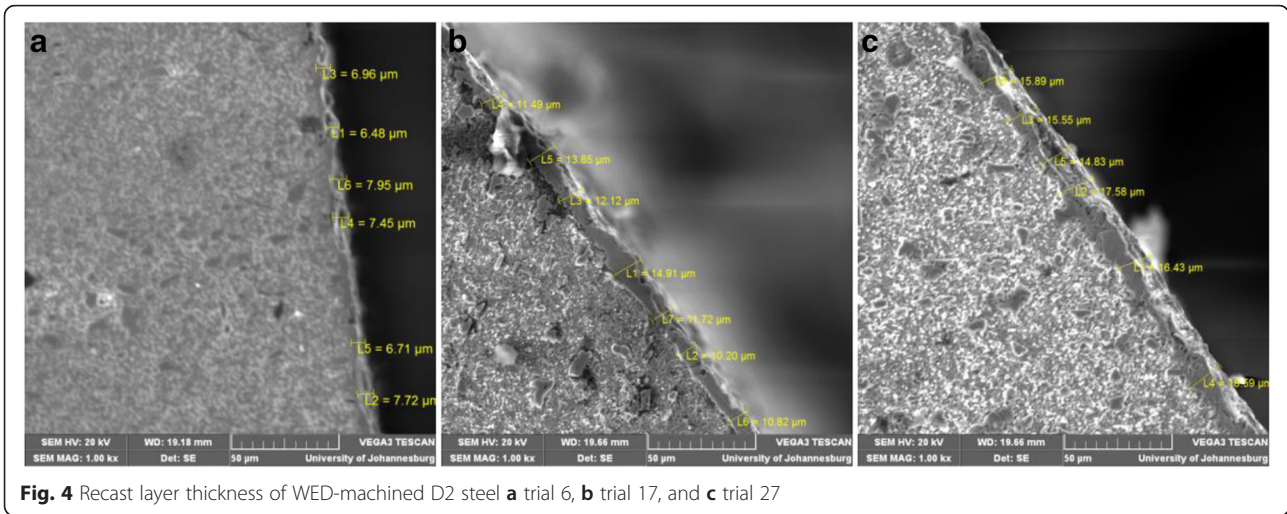 a
L3 = 6.96 µm
L1 = 6.48 µm
L6 = 7.95 µm
L4 = 7.45 µm
L5 = 6.71 µm
L2 = 7.72 µm
SEM HV: 20 kV WD: 19.18 mm VEGA3 TESCAN
SEM MAG: 1.00 kx Det: SE 50 µm University of Johannesburg
b
L4 = 11.49 µm
L5 = 13.85 µm
L3 = 12.12 µm
L1 = 14.91 µm
L7 = 11.72 µm
L2 = 10.20 µm
L6 = 10.82 µm
SEM HV: 20 kV WD: 19.66 mm VEGA3 TESCAN
SEM MAG: 1.00 kx Det: SE 50 µm University of Johannesburg
c
= 15.89 µm
= 15.55 µm
L5 = 14.83 µm
L2 = 17.58 µm
= 16.43 µm
L4 = 18.59 µm
SEM HV: 20 kV WD: 19.66 mm VEGA3 TESCAN
SEM MAG: 1.00 kx Det: SE 50 µm University of Johannesburg
Fig. 4 Recast layer thickness of WED-machined D2 steel a trial 6, b trial 17, and c trial 27